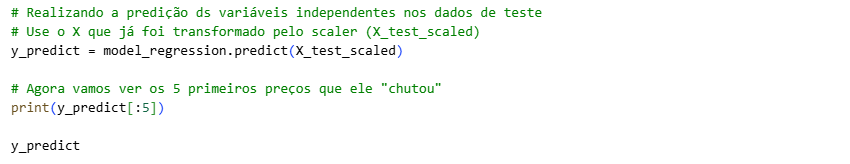 # Realizando a predição ds variáveis independentes nos dados de teste
# Use o X que já foi transformado pelo scaler (X_test_scaled)
y_predict = model_regression.predict(X_test_scaled)
# Agora vamos ver os 5 primeiros preços que ele "chutou"
print(y_predict[:5])
y_predict